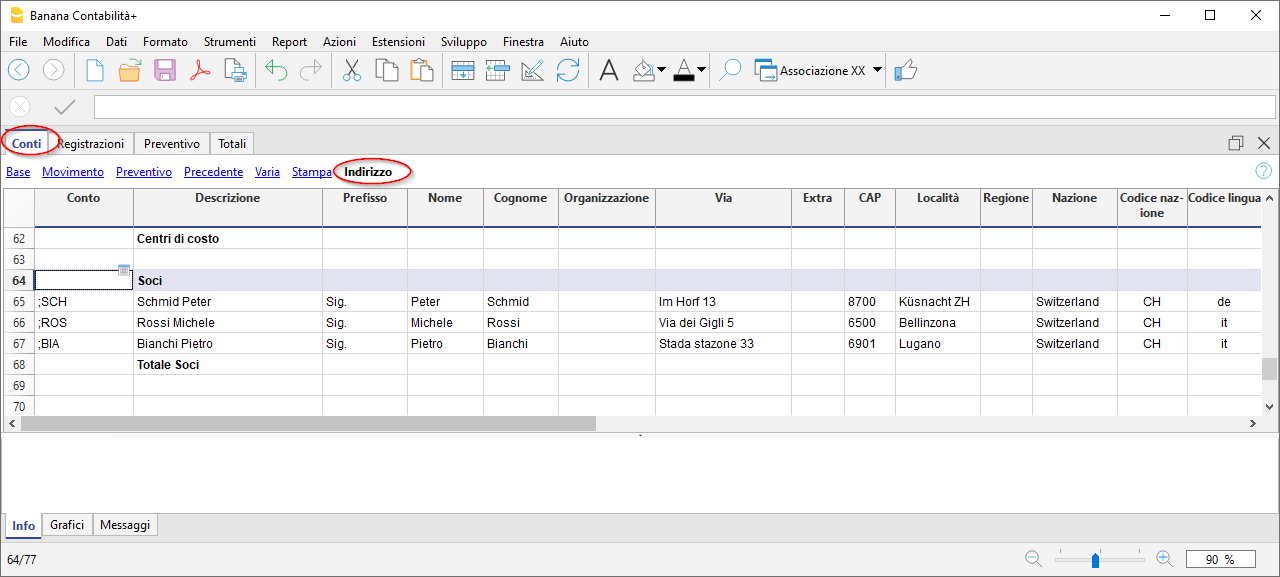 Banana Contabilità+
File Modifica Dati Formato Strumenti Report Azioni Estensioni Sviluppo Finestra Aiuto
A A Associazione XX
Conti Registrazioni Preventivo Totali
Base Movimento Preventivo Precedente Varia Stampa Indirizzo ?
Conto Descrizione Prefisso Nome Cognome Organizzazione Via Extra CAP Località Regione Nazione Codice naz- Codice lingua
ione
62 Centri di costo
63
64 Soci
65 ;SCH Schmid Peter Sig. Peter Schmid Im Horf 13 8700 Küsnacht ZH Switzerland CH de
66 ;ROS Rossi Michele Sig. Michele Rossi Via dei Gigli 5 6500 Bellinzona Switzerland CH it
67 ;BIA Bianchi Pietro Sig. Pietro Bianchi Stada stazone 33 6901 Lugano Switzerland CH it
68 Totale Soci
69
70
Info Grafici Messaggi
64/77 90 %